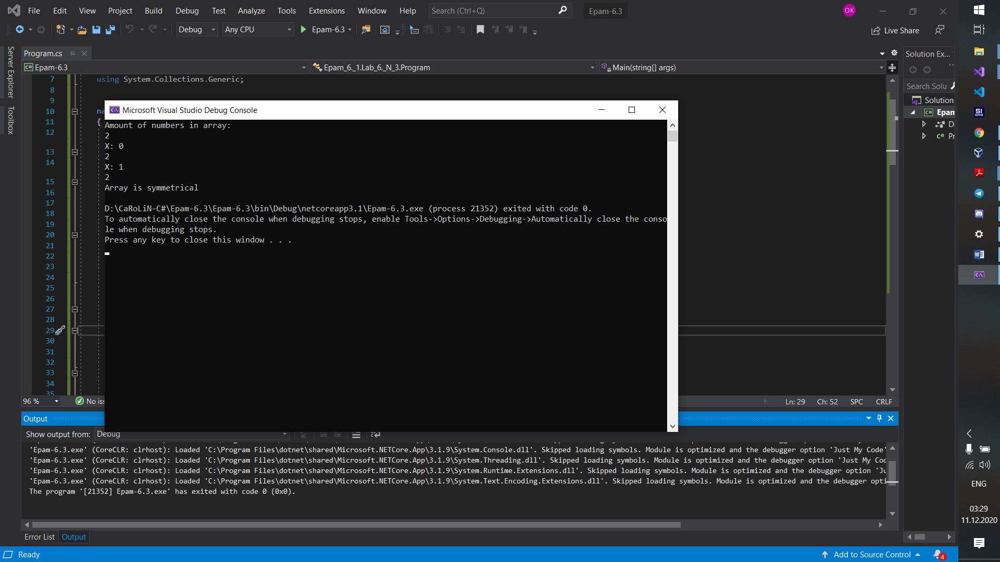 File Edit View Project Build Debug Test Analyze Tools Extensions Window Help Search (Ctrl+Q) Epam-6.3 OK
Debug Any CPU Epam-6.3 Live Share
Server Explorer
Toolbox
Program.cs
Epam-6.3 Epam_6._1.Lab_6._N_3.Program Main(string[] args)
7 using System.Collections.Generic;
8
9
10 na
11 {
12
13
14
15
16
17
18
19
20
21
22
23
24
25
26
27
28
29
30
31
32
33
34
35
Microsoft Visual Studio Debug Console
Amount of numbers in array:
2
X: 0
2
X: 1
2
Array is symmetrical
D:\CaRoLiN-C#\Epam-6.3\Epam-6.3\bin\Debug\netcoreapp3.1\Epam-6.3.exe (process 21352) exited with code 0.
To automatically close the console when debugging stops, enable Tools->Options->Debugging->Automatically close the conso
le when debugging stops.
Press any key to close this window . . .
96 % No iss Ln: 29 Ch: 52 SPC CRLF
Output
Show output from: Debug
'Epam-6.3.exe' (CoreCLR: clrhost): Loaded 'C:\Program Files\dotnet\shared\Microsoft.NETCore.App\3.1.9\System.Console.dll'. Skipped loading symbols. Module is optimized and the debugger option 'Just My Code'
'Epam-6.3.exe' (CoreCLR: clrhost): Loaded 'C:\Program Files\dotnet\shared\Microsoft.NETCore.App\3.1.9\System.Threading.dll'. Skipped loading symbols. Module is optimized and the debugger option 'Just My Cod
'Epam-6.3.exe' (CoreCLR: clrhost): Loaded 'C:\Program Files\dotnet\shared\Microsoft.NETCore.App\3.1.9\System.Runtime.Extensions.dll'. Skipped loading symbols. Module is optimized and the debugger option 'Ju
'Epam-6.3.exe' (CoreCLR: clrhost): Loaded 'C:\Program Files\dotnet\shared\Microsoft.NETCore.App\3.1.9\System.Text.Encoding.Extensions.dll'. Skipped loading symbols. Module is optimized and the debugger opti
The program '[21352] Epam-6.3.exe' has exited with code 0 (0x0).
Error List Output
Ready Add to Source Control 4
Solution Ex...
Search Solu
Solution
C# Epam
D
C# Pr
SI
GAME
C:\
ENG
03:29
11.12.2020